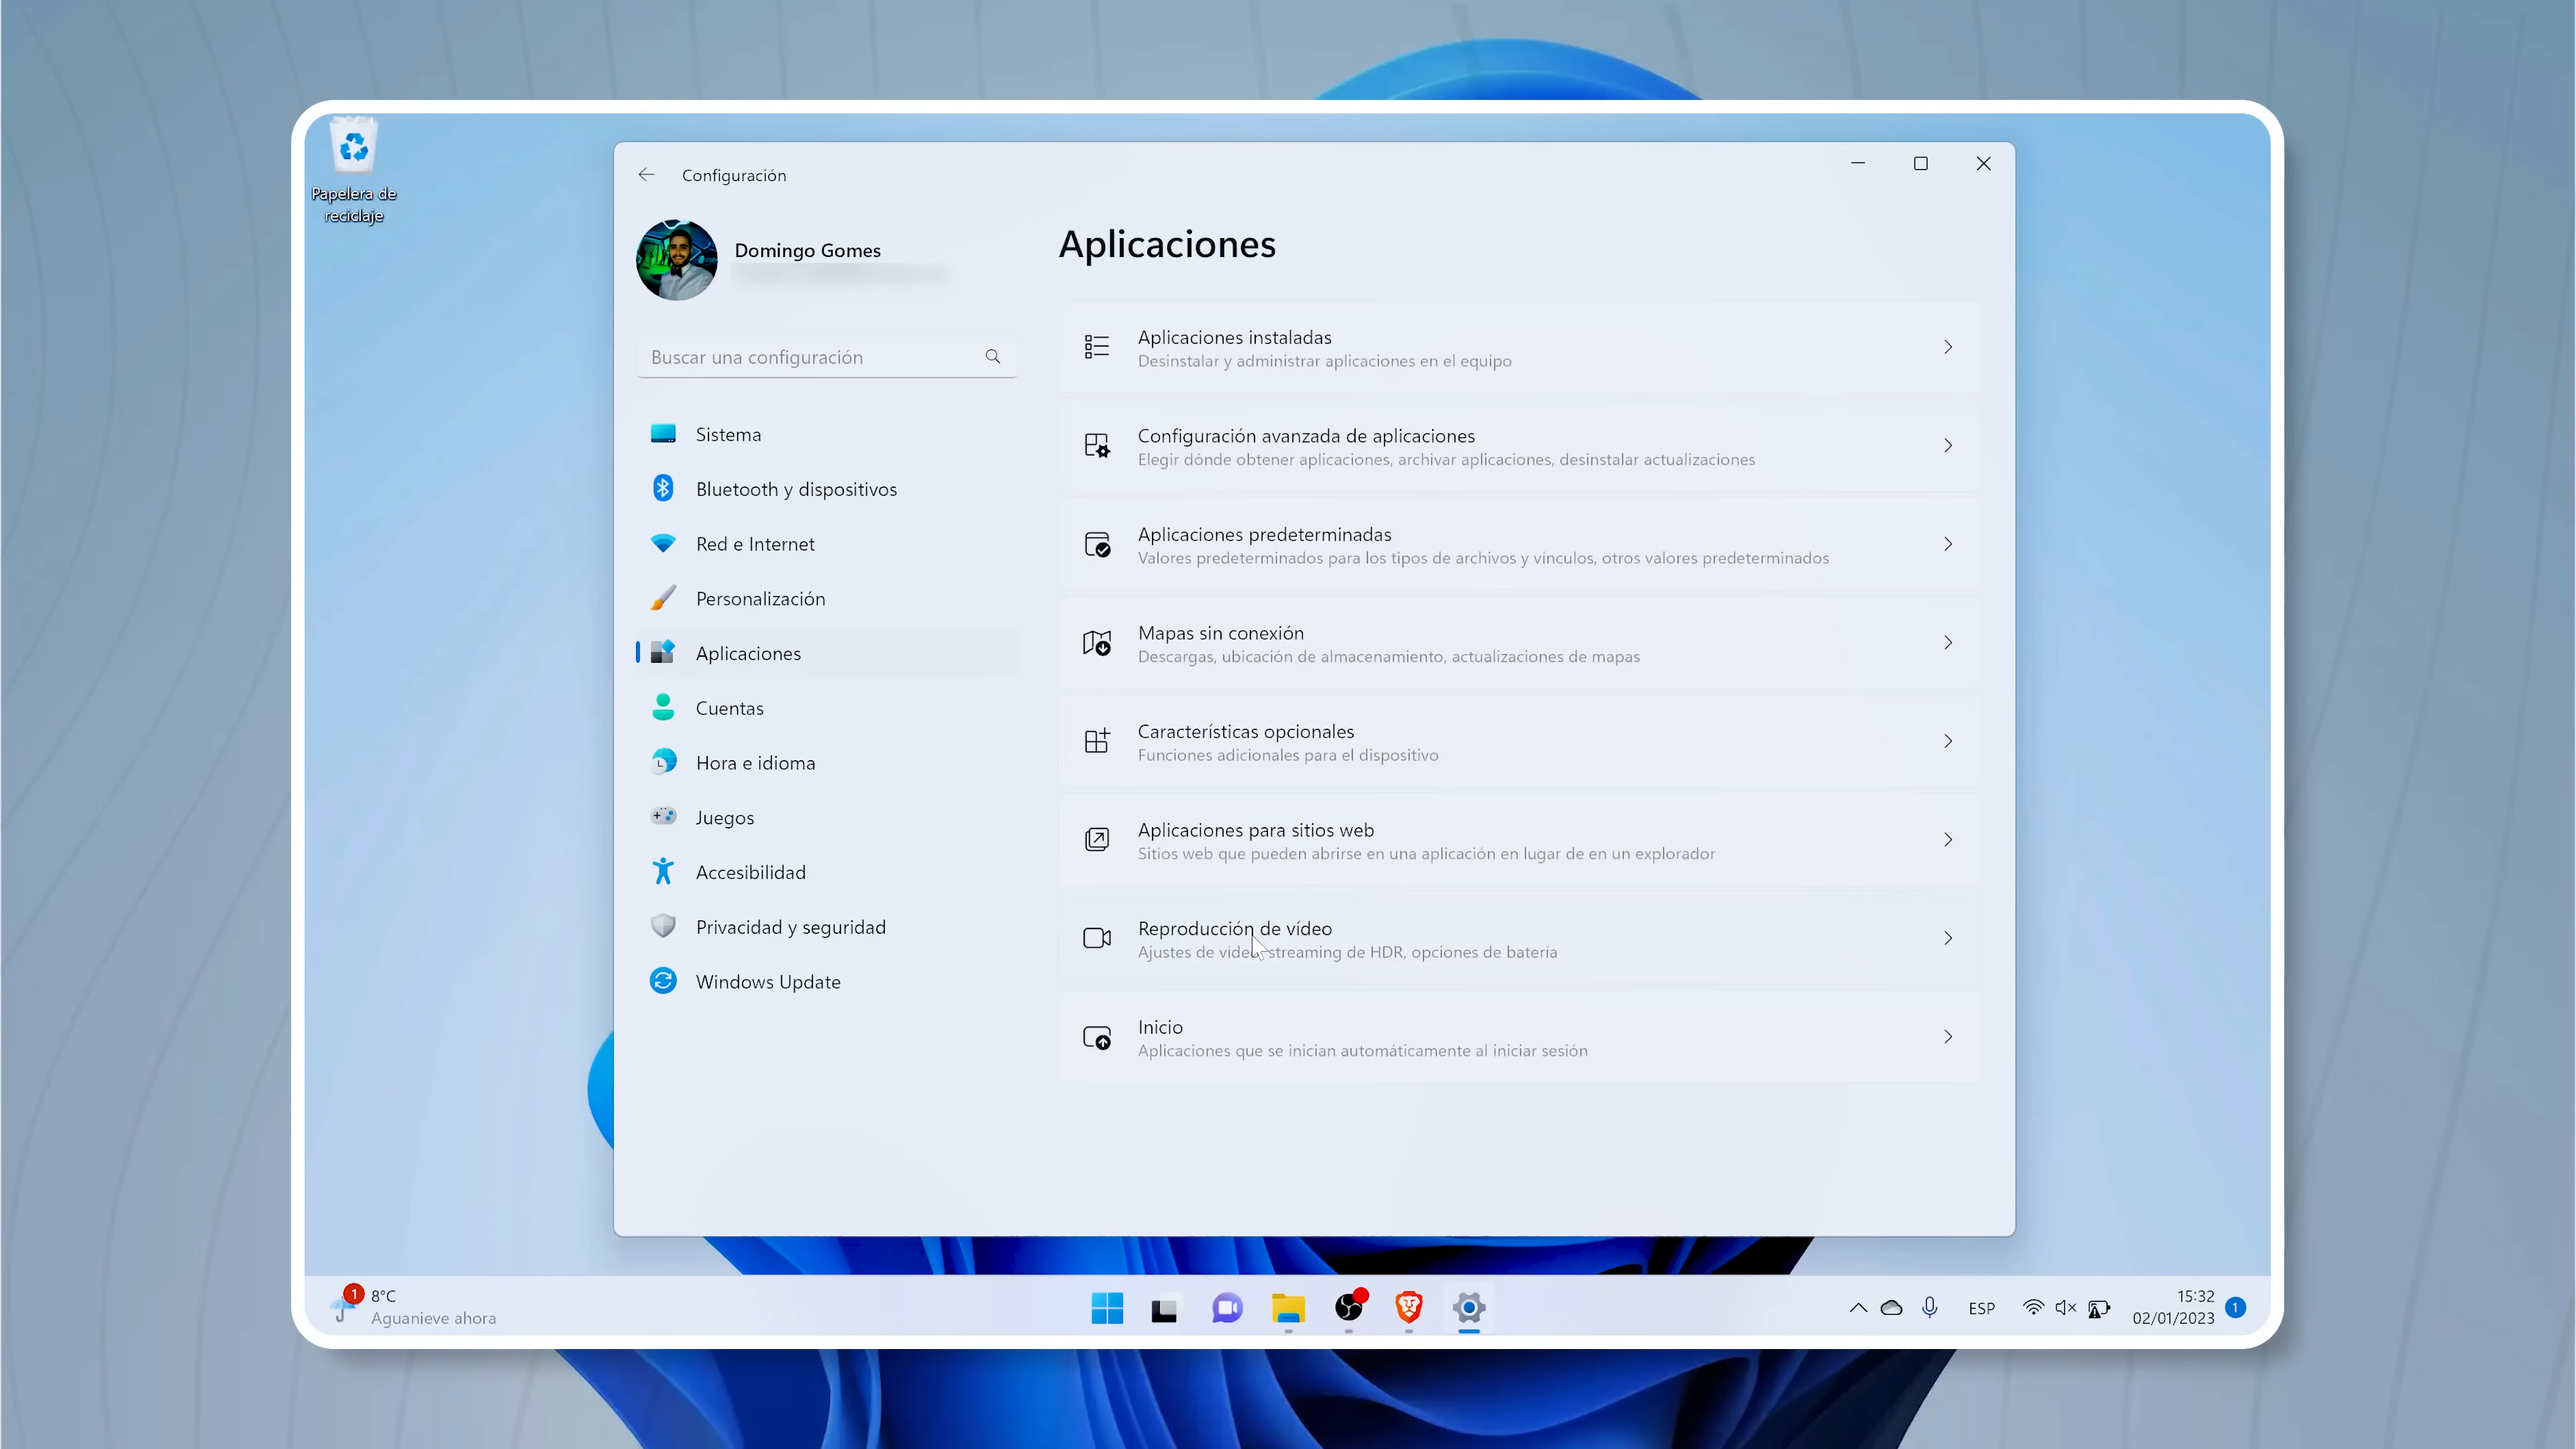 Papelera de
reciclaje
Configuración
Domingo Gomes
Buscar una configuración
Sistema
Bluetooth y dispositivos
Red e Internet
Personalización
Aplicaciones
Cuentas
Hora e idioma
Juegos
Accesibilidad
Privacidad y seguridad
Windows Update
Aplicaciones
Aplicaciones instaladas
Desinstalar y administrar aplicaciones en el equipo
Configuración avanzada de aplicaciones
Elegir dónde obtener aplicaciones, archivar aplicaciones, desinstalar actualizaciones
Aplicaciones predeterminadas
Valores predeterminados para los tipos de archivos y vínculos, otros valores predeterminados
Mapas sin conexión
Descargas, ubicación de almacenamiento, actualizaciones de mapas
Características opcionales
Funciones adicionales para el dispositivo
Aplicaciones para sitios web
Sitios web que pueden abrirse en una aplicación en lugar de en un explorador
Reproducción de vídeo
Ajustes de vídeo, streaming de HDR, opciones de batería
Inicio
Aplicaciones que se inician automáticamente al iniciar sesión
1
8°C
Aguanieve ahora
ESP
15:32
02/01/2023
1